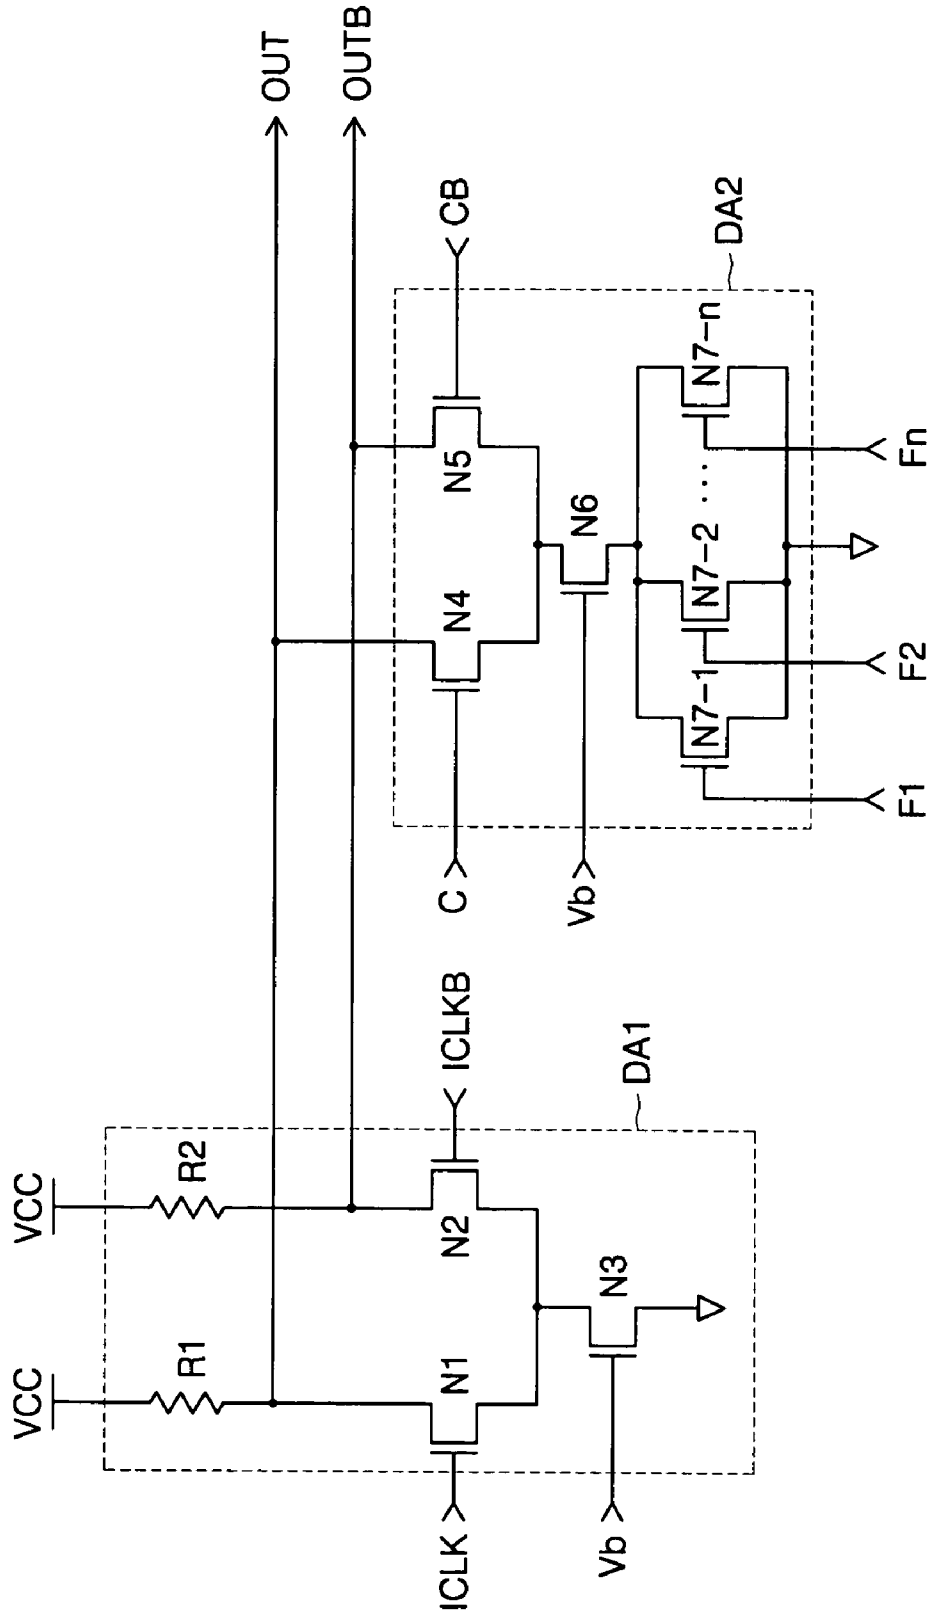 VCC
VCC
OUT
OUTB
R1
R2
ICLK
N1
N2
ICLKB
C
N4
N5
CB
Vb
N3
DA1
Vb
N6
N7-1
N7-2
...
N7-n
DA2
F1
F2
Fn